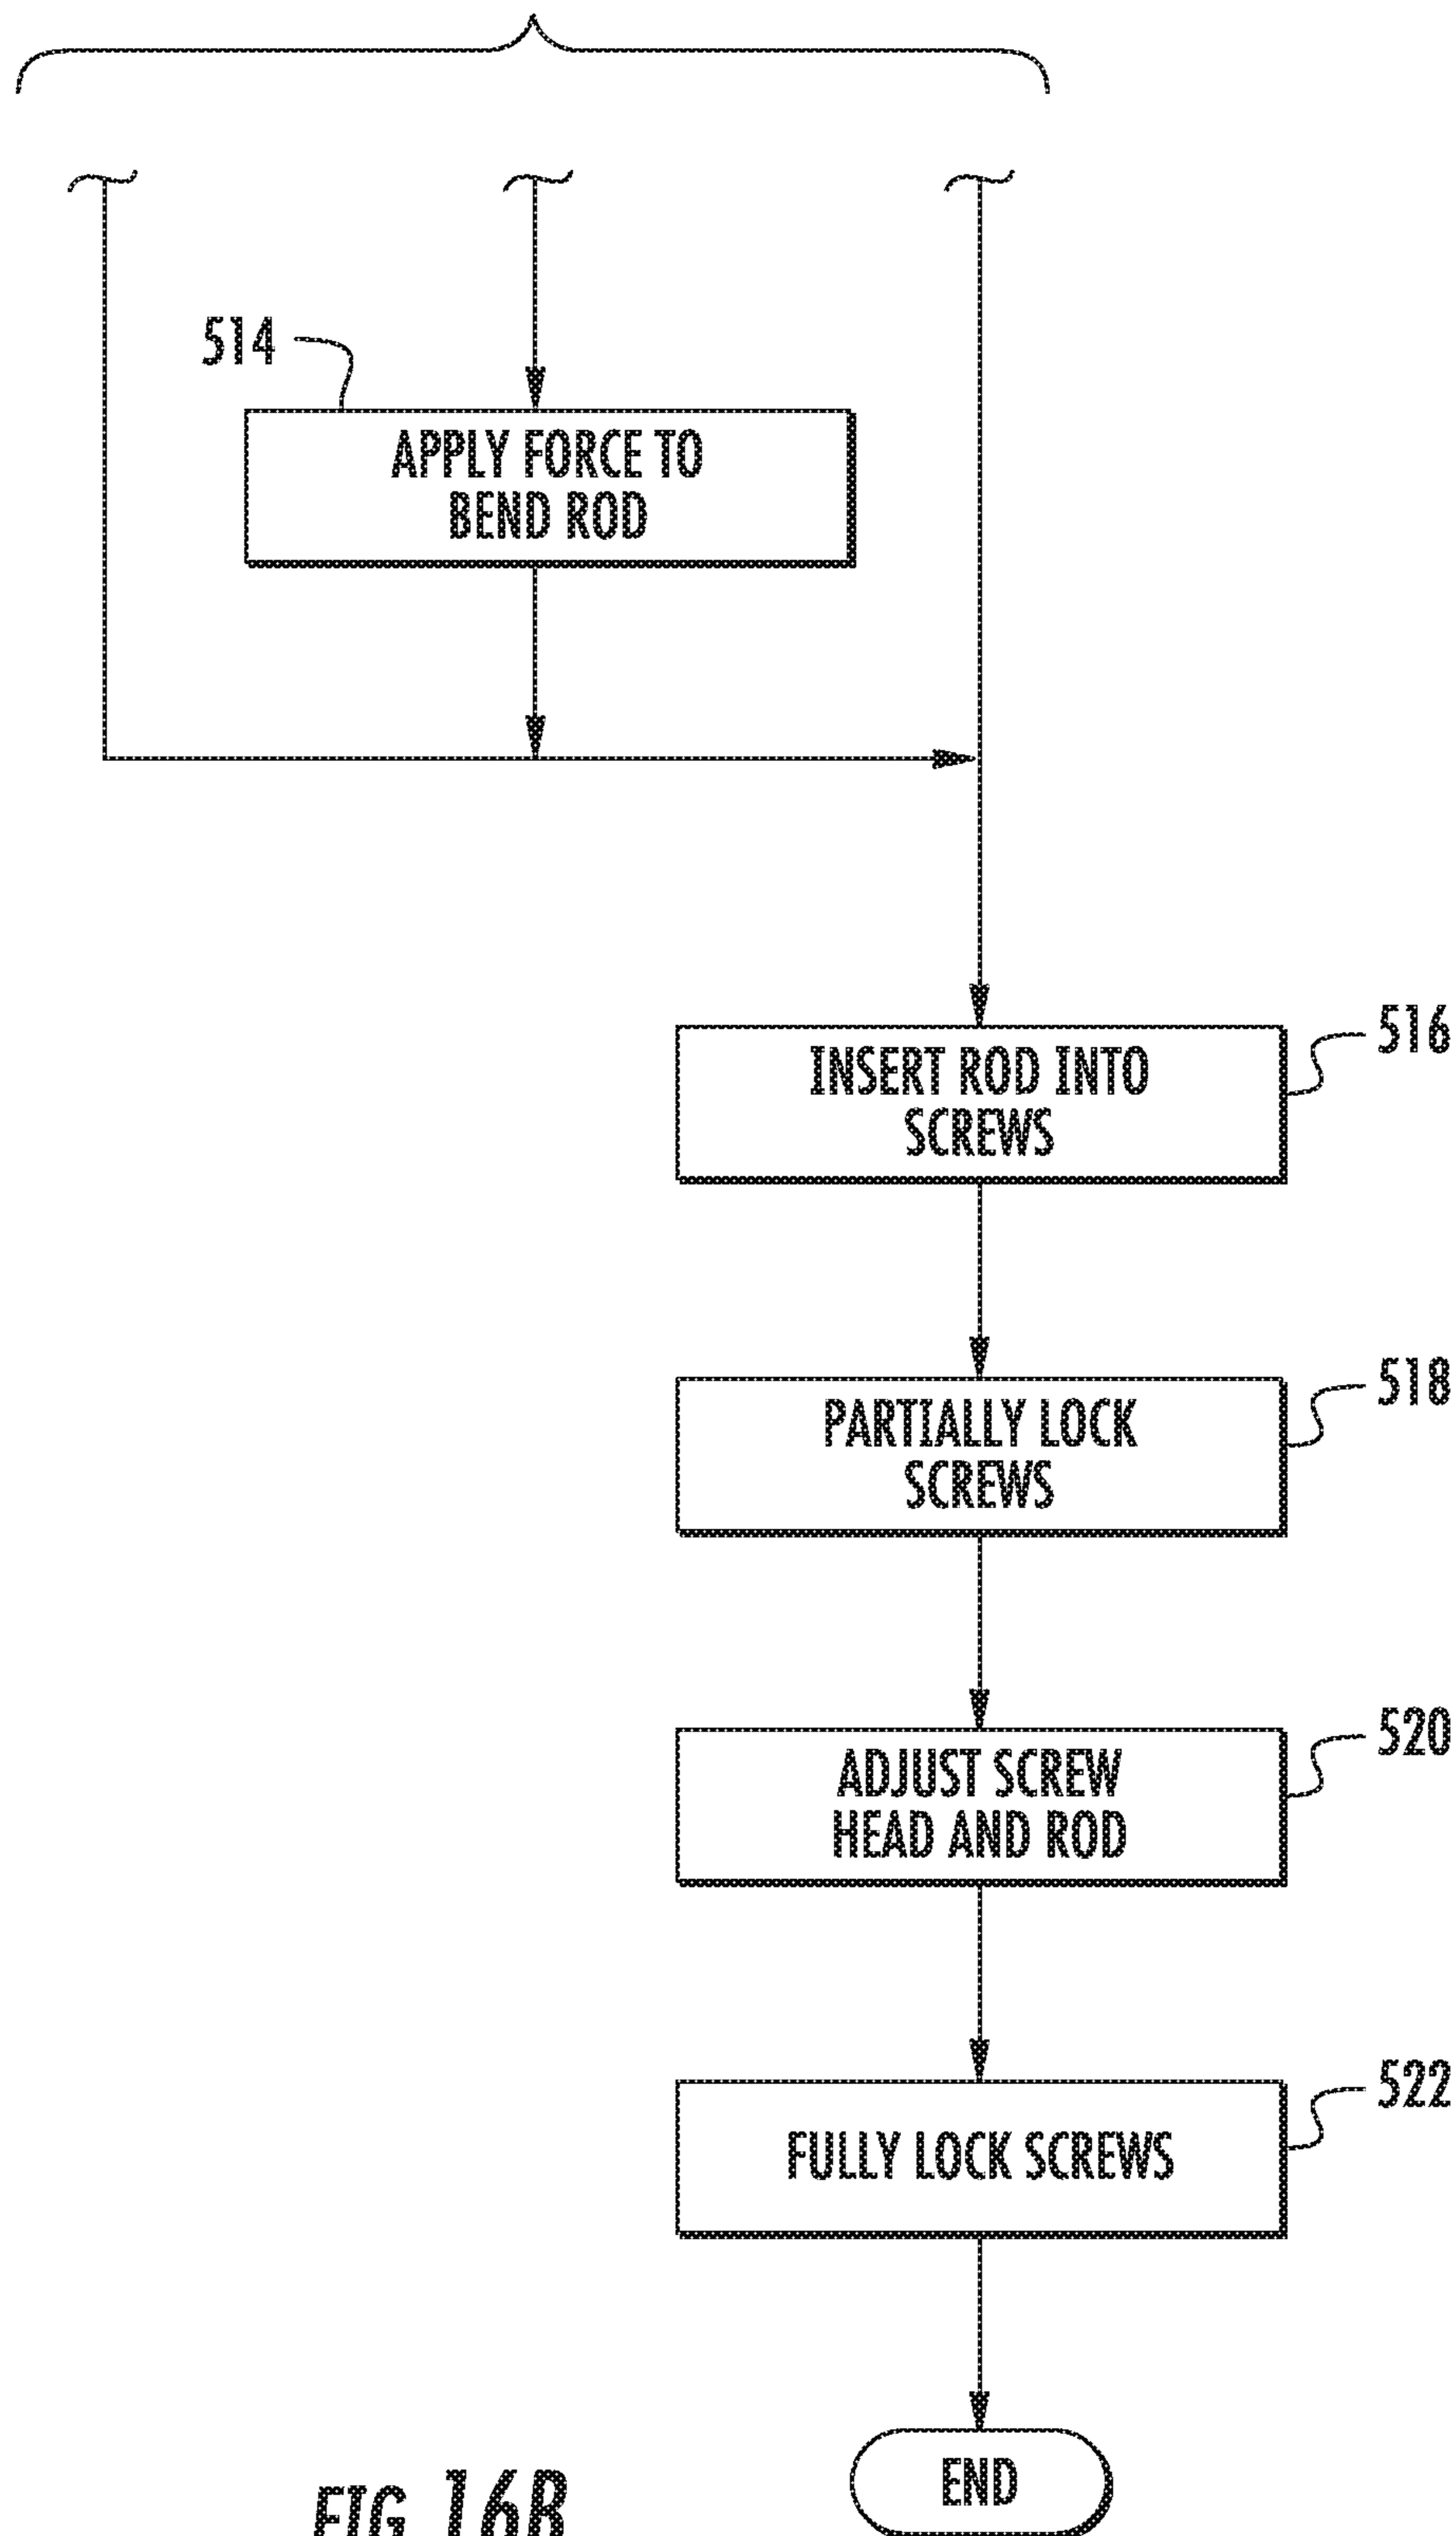 514
APPLY FORCE TO
BEND ROD
516
INSERT ROD INTO
SCREWS
518
PARTIALLY LOCK
SCREWS
520
ADJUST SCREW
HEAD AND ROD
522
FULLY LOCK SCREWS
END
FIG. 16B